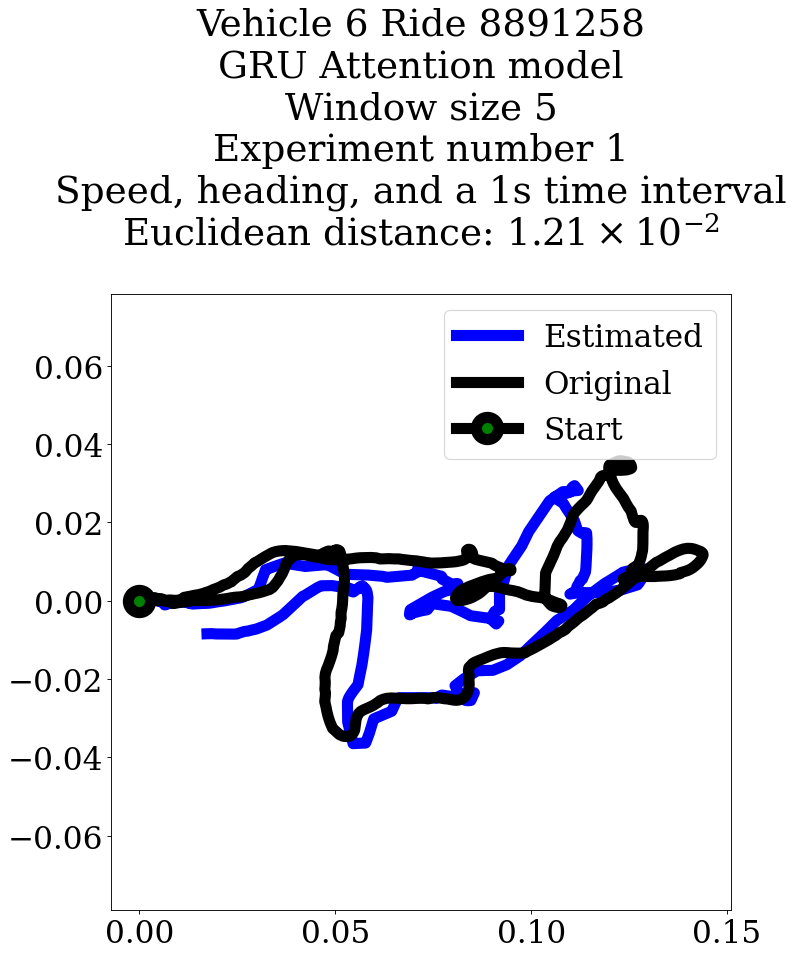 Vehicle 6 Ride 8891258
GRU Attention model
Window size 5
Experiment number 1
Speed, heading, and a 1s time interval
Euclidean distance: 1.21 × 10⁻²
Estimated
Original
Start
0.06
0.04
0.02
0.00
−0.02
−0.04
−0.06
0.00 0.05 0.10 0.15